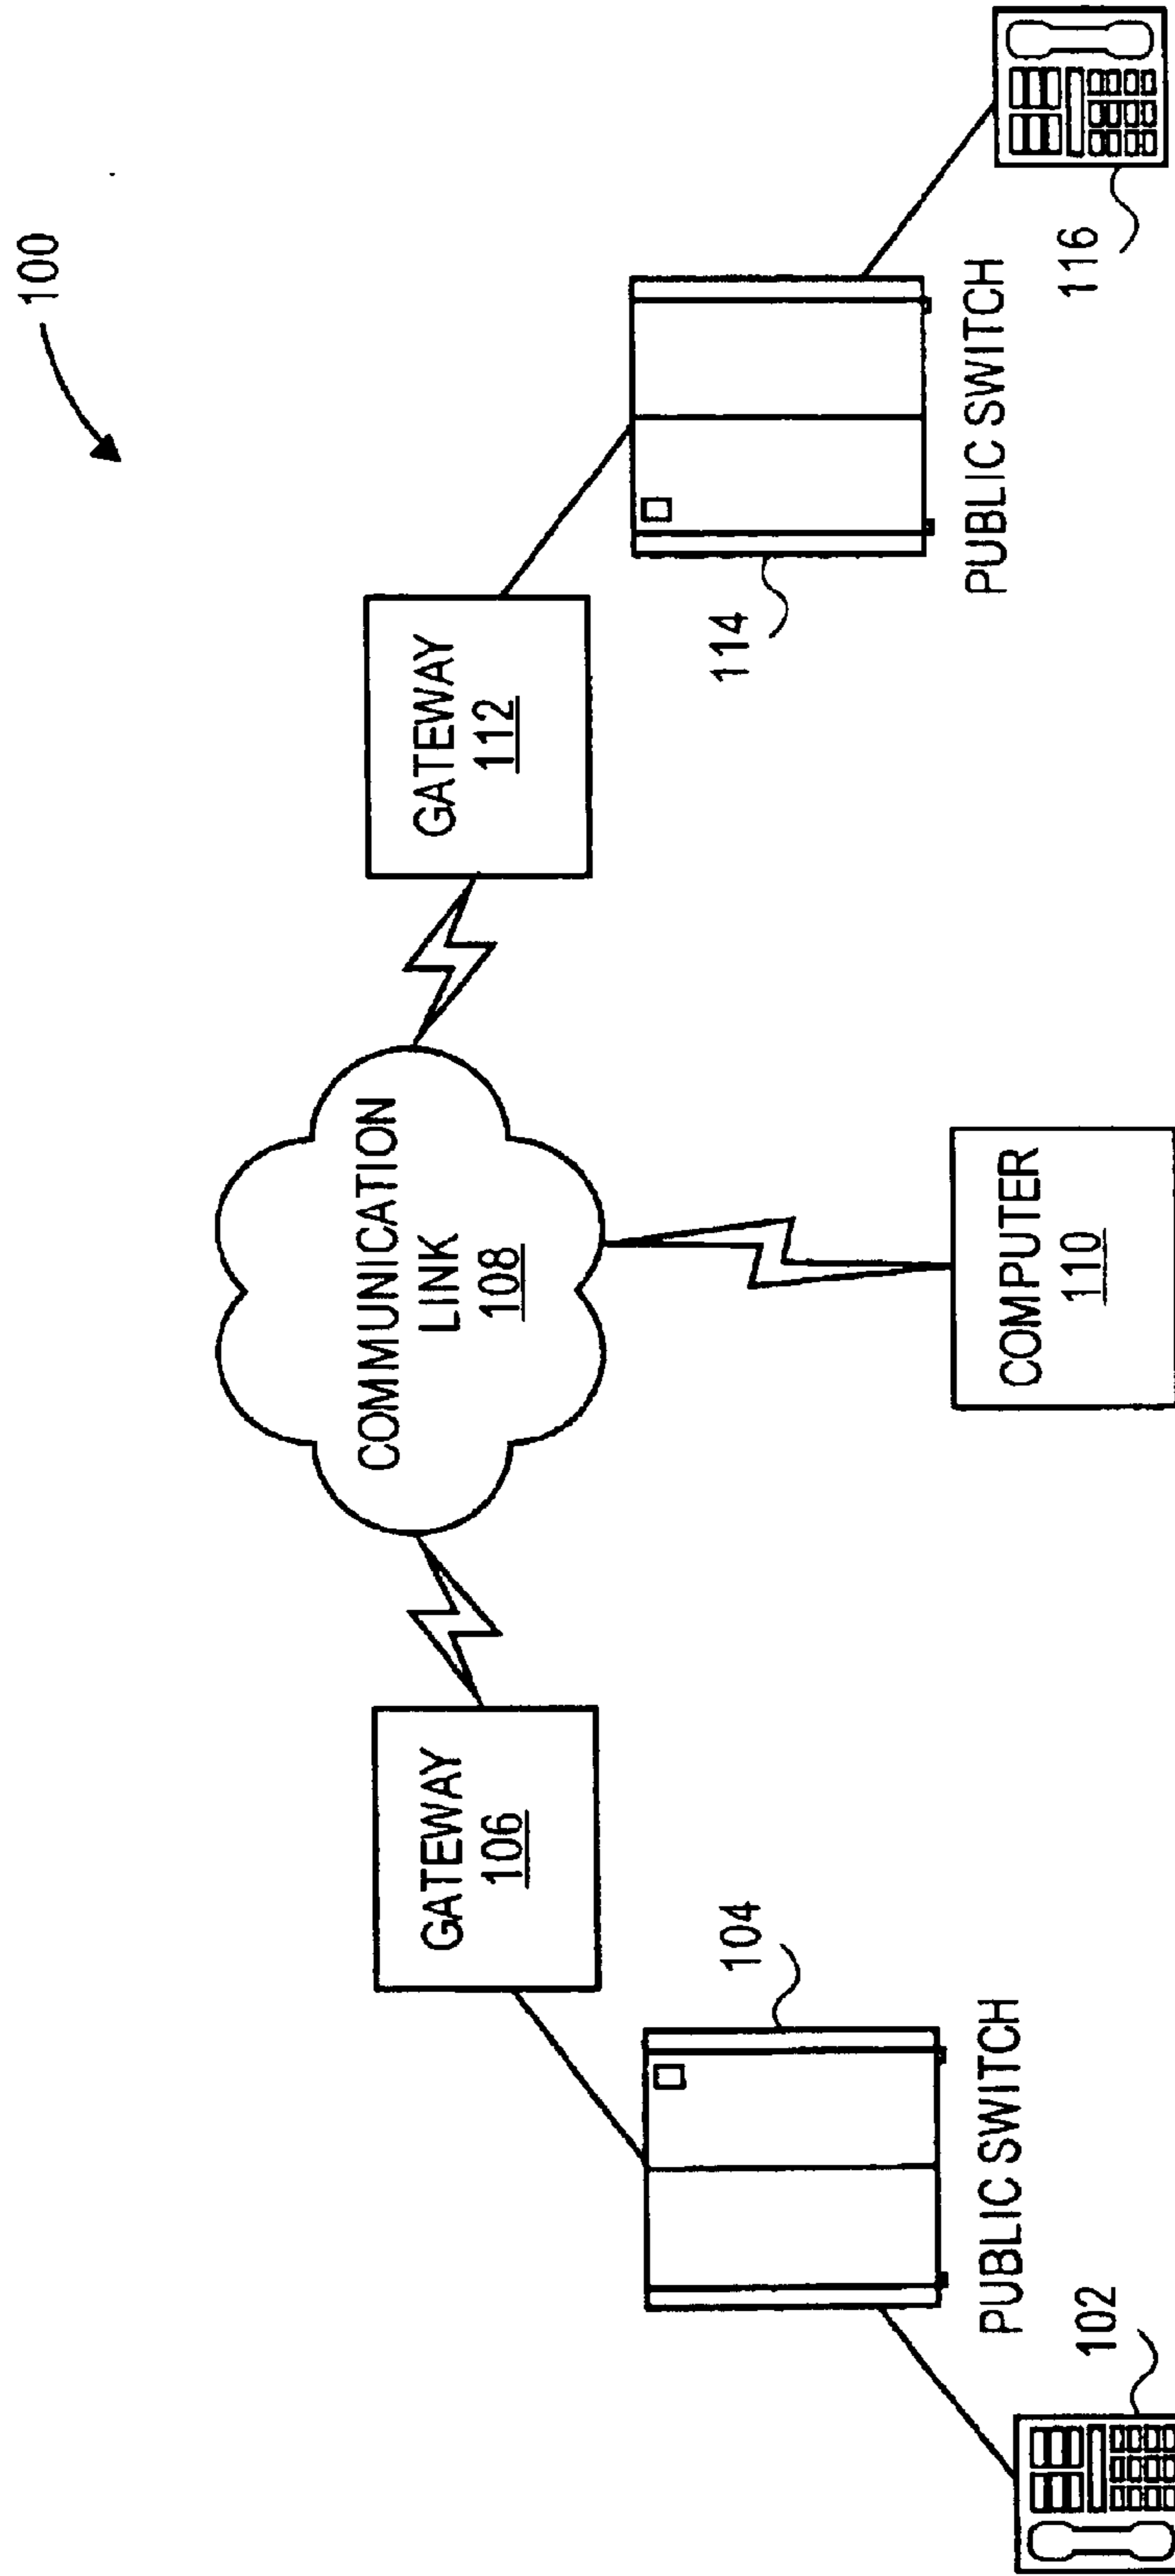 100
COMMUNICATION
LINK
108
GATEWAY
106
GATEWAY
112
104
114
PUBLIC SWITCH
PUBLIC SWITCH
COMPUTER
110
102
116